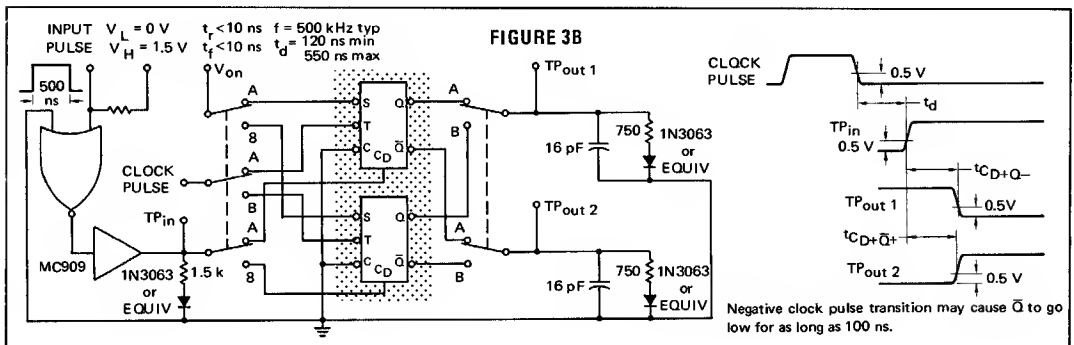 INPUT V_L = 0 V t_r < 10 ns f = 500 kHz typ
PULSE V_H = 1.5 V t_f < 10 ns t_d = 120 ns min
550 ns max
FIGURE 3B
500
ns
V_on
A
8
A
B
A
8
CLOCK
PULSE
TP_in
MC909
1N3063
or
EQUIV
1.5 k
S Q
T
C C_D Q̅
S Q
T
C C_D Q̅
A
B
A
B
TP_out 1
16 pF
750
1N3063
or
EQUIV
TP_out 2
16 pF
750
1N3063
or
EQUIV
CLOCK
PULSE
0.5 V
t_d
TP_in
0.5 V
t_CD+Q−
TP_out 1
0.5V
t_CD+Q̅+
TP_out 2
0.5 V
Negative clock pulse transition may cause Q̅ to go
low for as long as 100 ns.